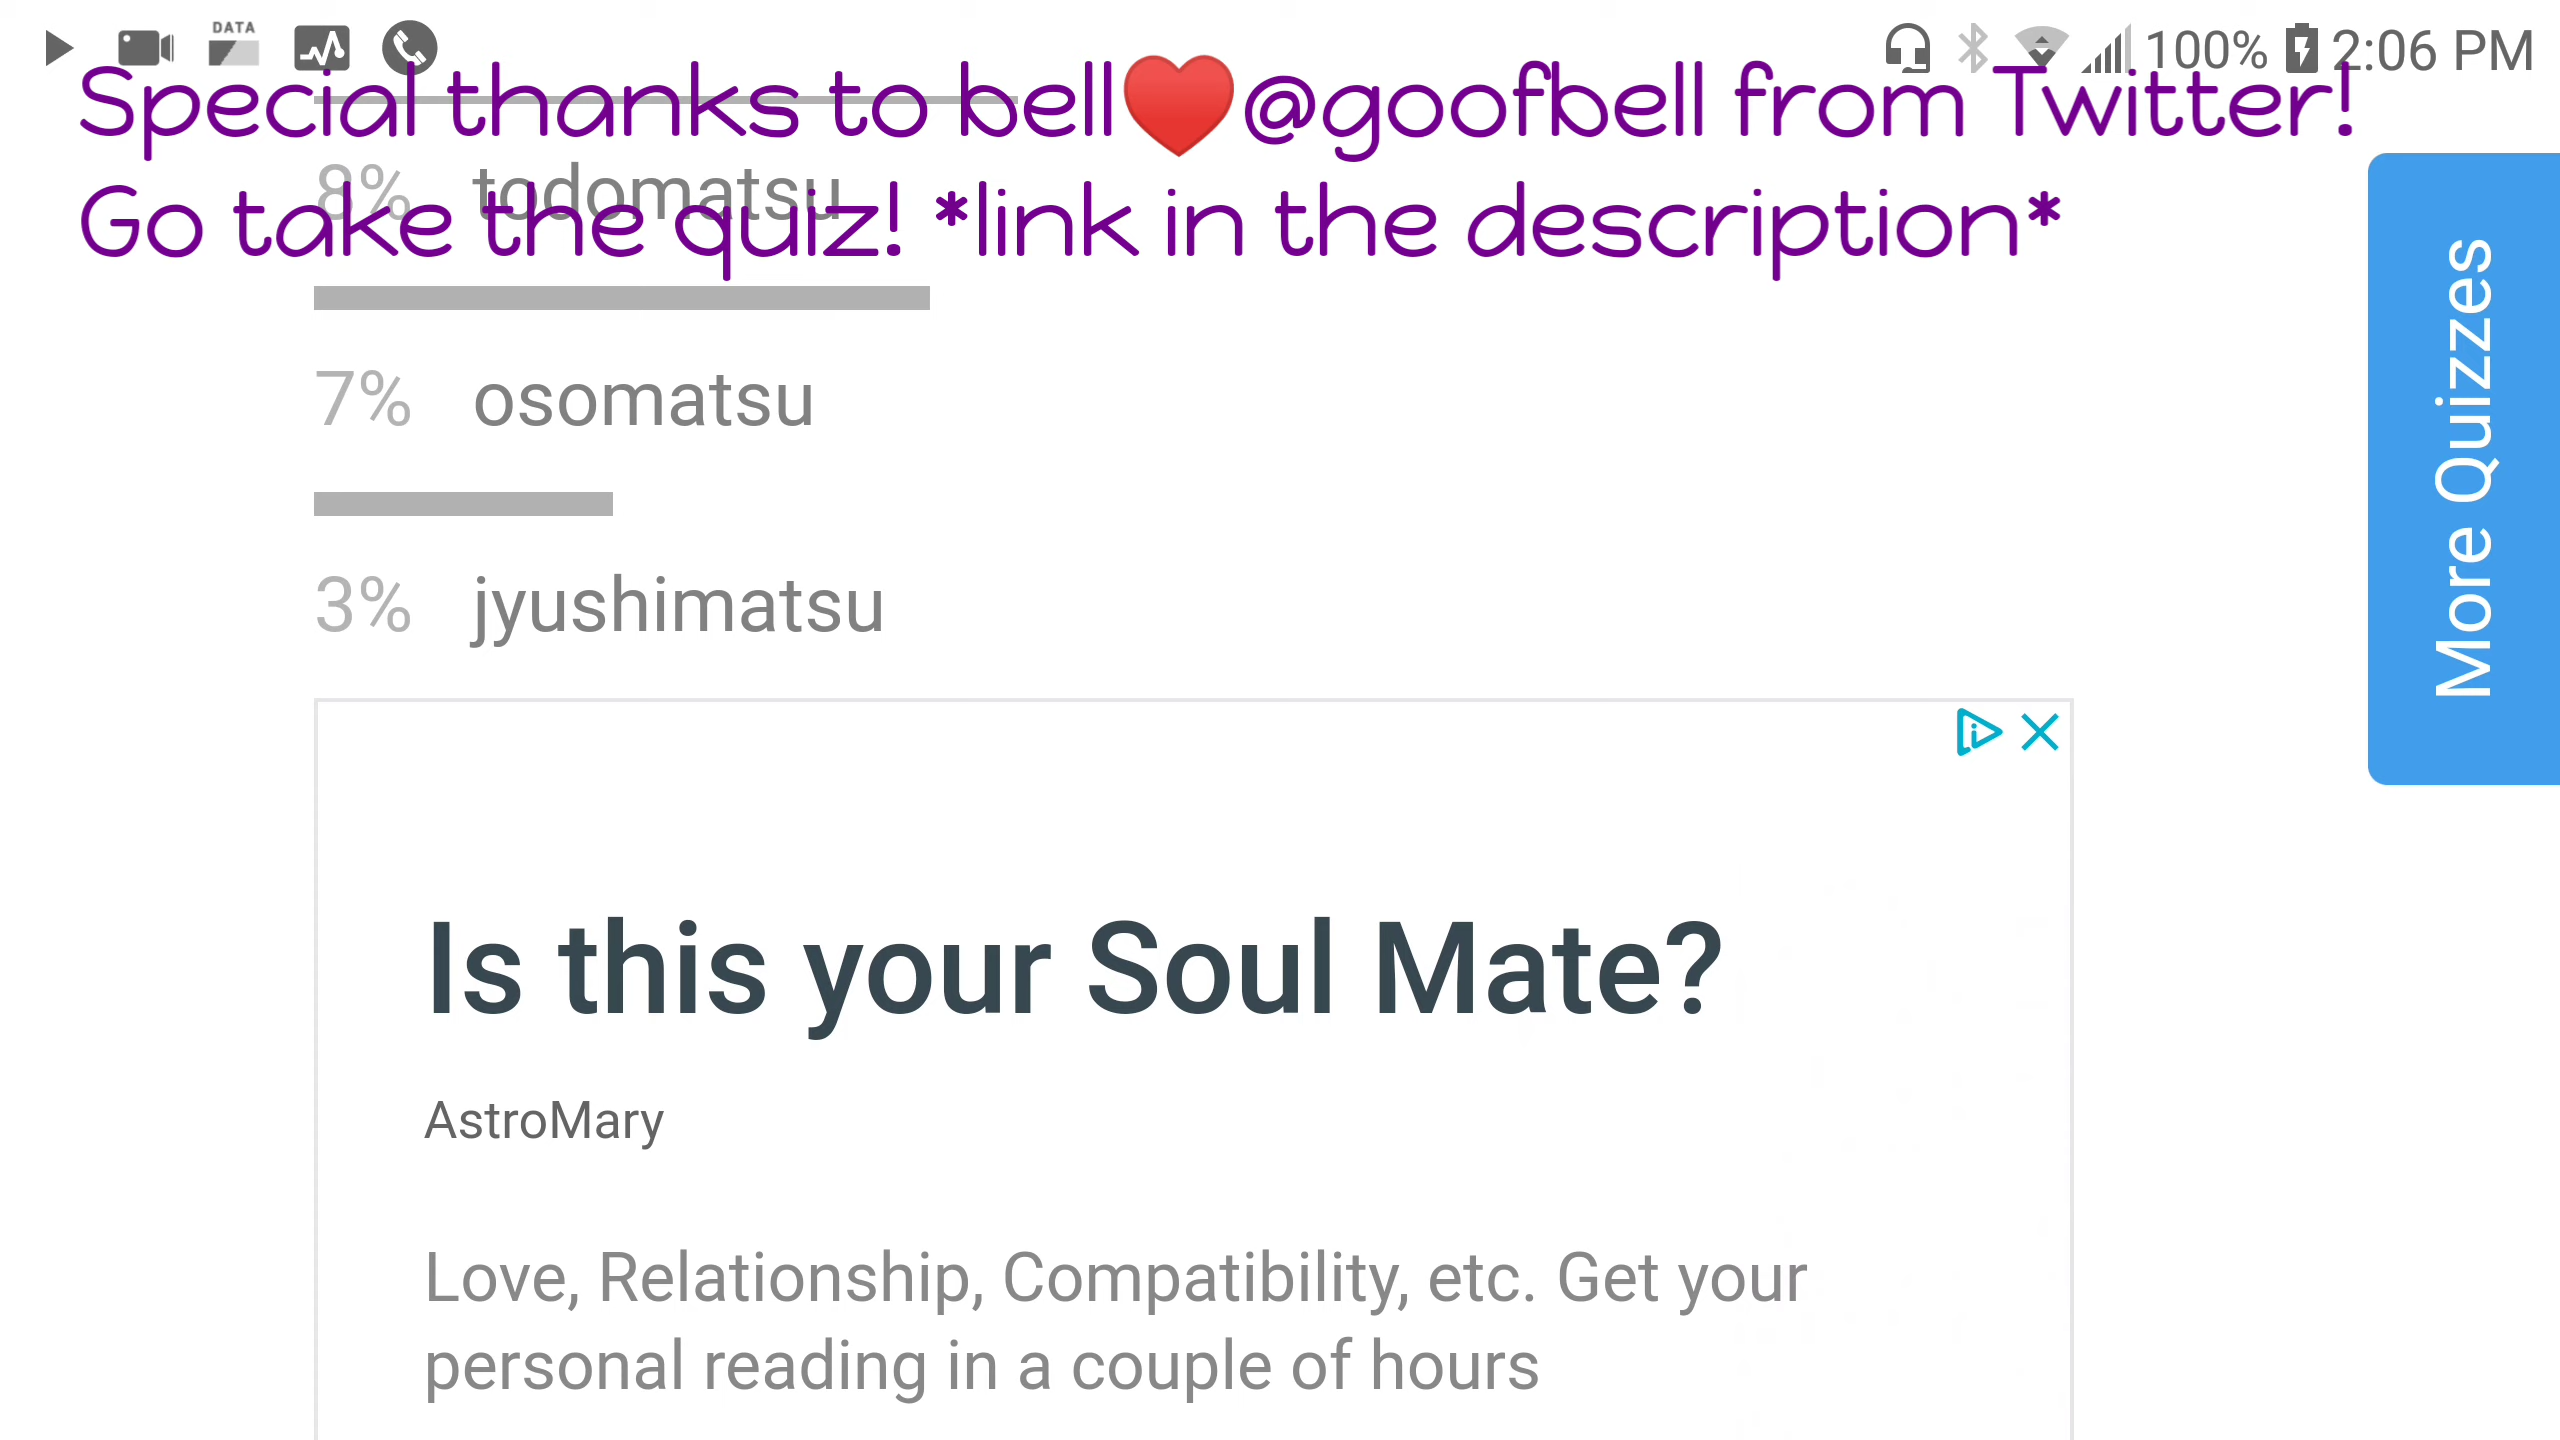 DATA
100% 2:06 PM
Special thanks to bell❤️@goofbell from Twitter!
8% todomatsu
Go take the quiz! *link in the description*
7% osomatsu
3% jyushimatsu
More Quizzes
Is this your Soul Mate?
AstroMary
Love, Relationship, Compatibility, etc. Get your
personal reading in a couple of hours